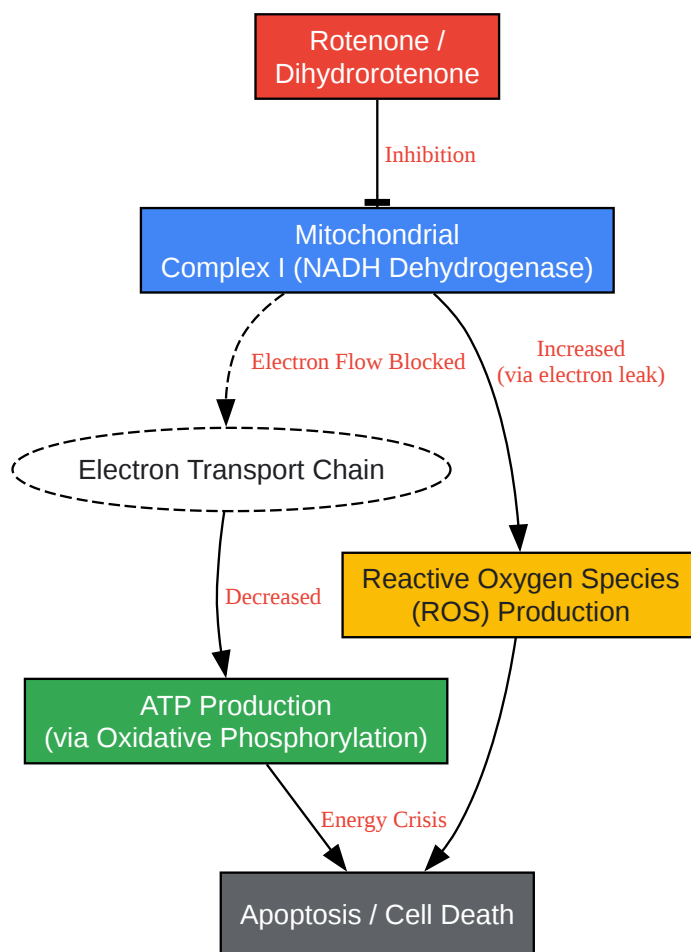 Rotenone /
Dihydrorotenone
Inhibition
Mitochondrial
Complex I (NADH Dehydrogenase)
Electron Flow Blocked
Increased
(via electron leak)
Electron Transport Chain
Decreased
Reactive Oxygen Species
(ROS) Production
ATP Production
(via Oxidative Phosphorylation)
Energy Crisis
Apoptosis / Cell Death